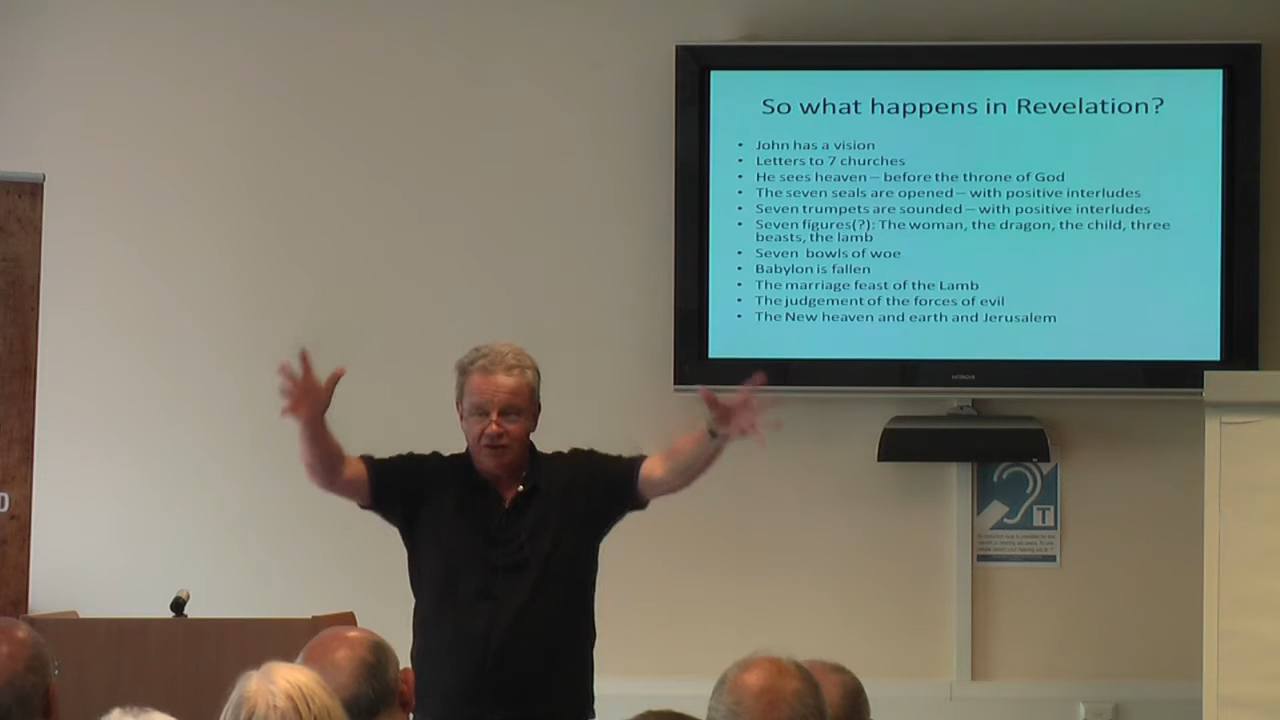 So what happens in Revelation?
• John has a vision
• Letters to 7 churches
• He sees heaven – before the throne of God
• The seven seals are opened – with positive interludes
• Seven trumpets are sounded – with positive interludes
• Seven figures(?): The woman, the dragon, the child, three
beasts, the lamb
• Seven bowls of woe
• Babylon is fallen
• The marriage feast of the Lamb
• The judgement of the forces of evil
• The New heaven and earth and Jerusalem
HITACHI
T